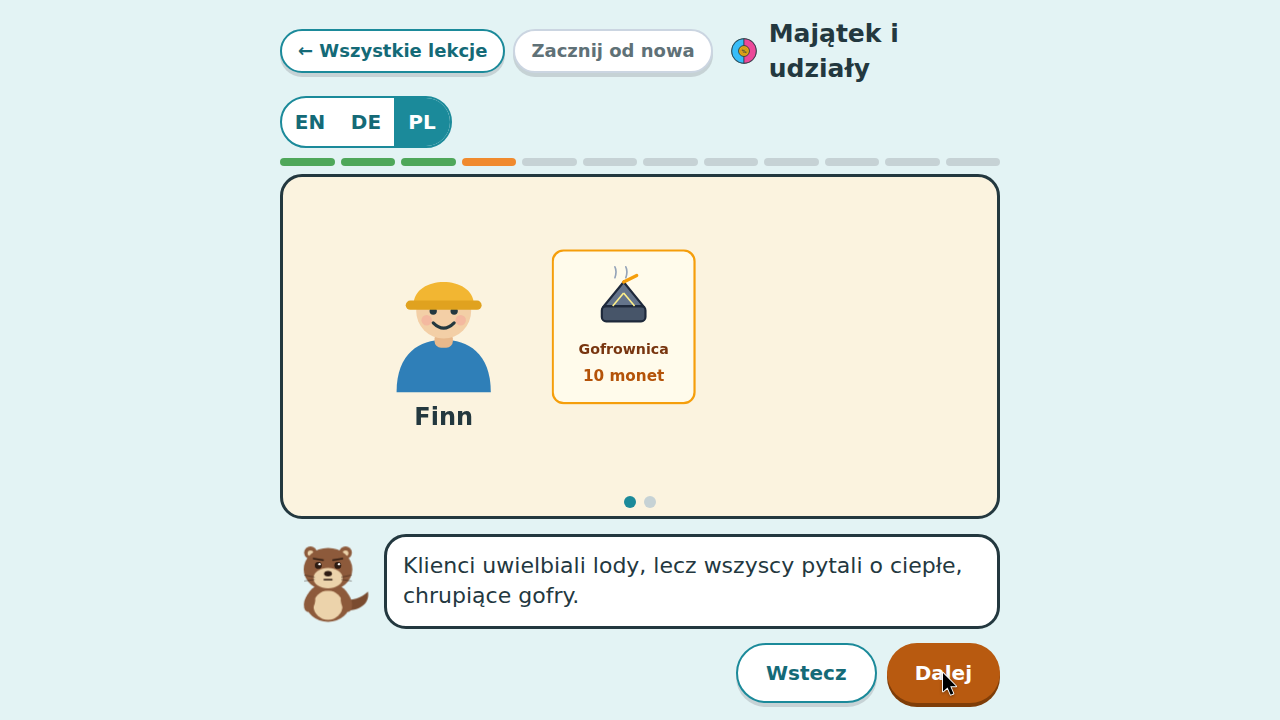 ← Wszystkie lekcje
Zacznij od nowa
Majątek i
udziały
EN DE PL
Gofrownica
10 monet
Finn
Klienci uwielbiali lody, lecz wszyscy pytali o ciepłe,
chrupiące gofry.
Wstecz
Dalej